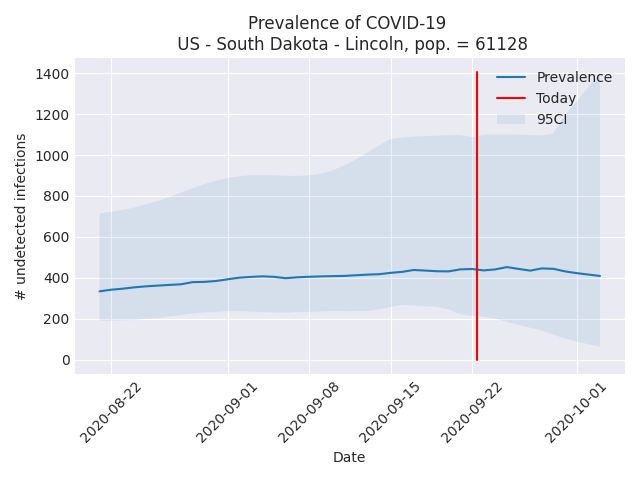 Prevalence of COVID-19
US - South Dakota - Lincoln, pop. = 61128
Prevalence
Today
95CI
# undetected infections
1400
1200
1000
800
600
400
200
0
2020-08-22
2020-09-01
2020-09-08
2020-09-15
2020-09-22
2020-10-01
Date